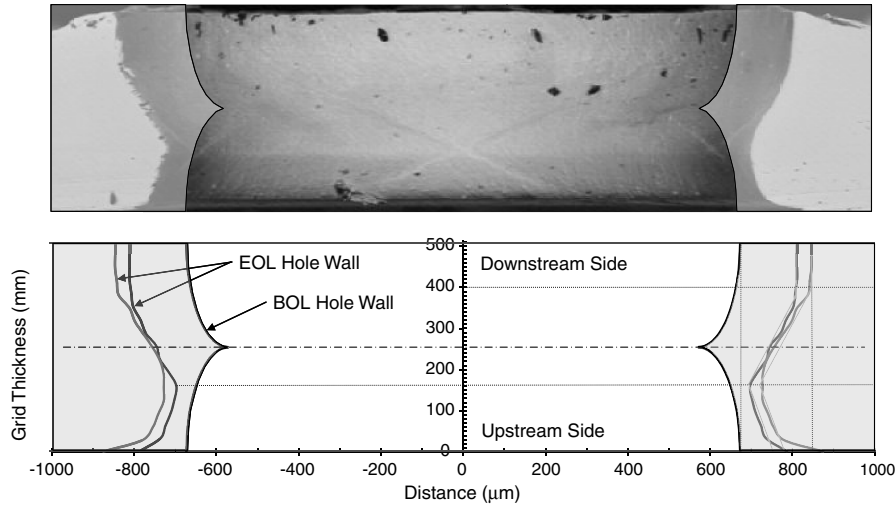 500
EOL Hole Wall
Downstream Side
400
BOL Hole Wall
300
Grid Thickness (mm)
200
100
Upstream Side
0
-1000
-800
-600
-400
-200
0
200
400
600
800
1000
Distance (μm)